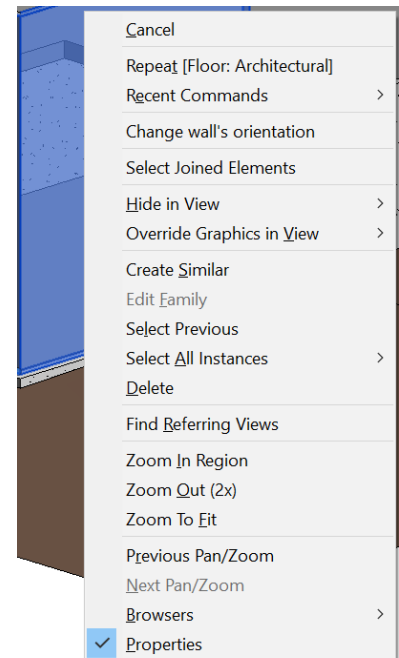 Cancel
Repeat [Floor: Architectural]
Recent Commands
Change wall's orientation
Select Joined Elements
Hide in View
Override Graphics in View
Create Similar
Edit Family
Select Previous
Select All Instances
Delete
Find Referring Views
Zoom In Region
Zoom Out (2x)
Zoom To Fit
Previous Pan/Zoom
Next Pan/Zoom
Browsers
Properties